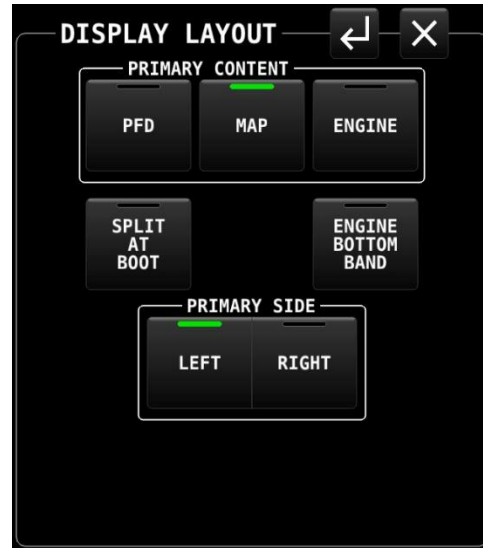 DISPLAY LAYOUT
PRIMARY CONTENT
PFD
MAP
ENGINE
SPLIT
AT
BOOT
ENGINE
BOTTOM
BAND
PRIMARY SIDE
LEFT
RIGHT